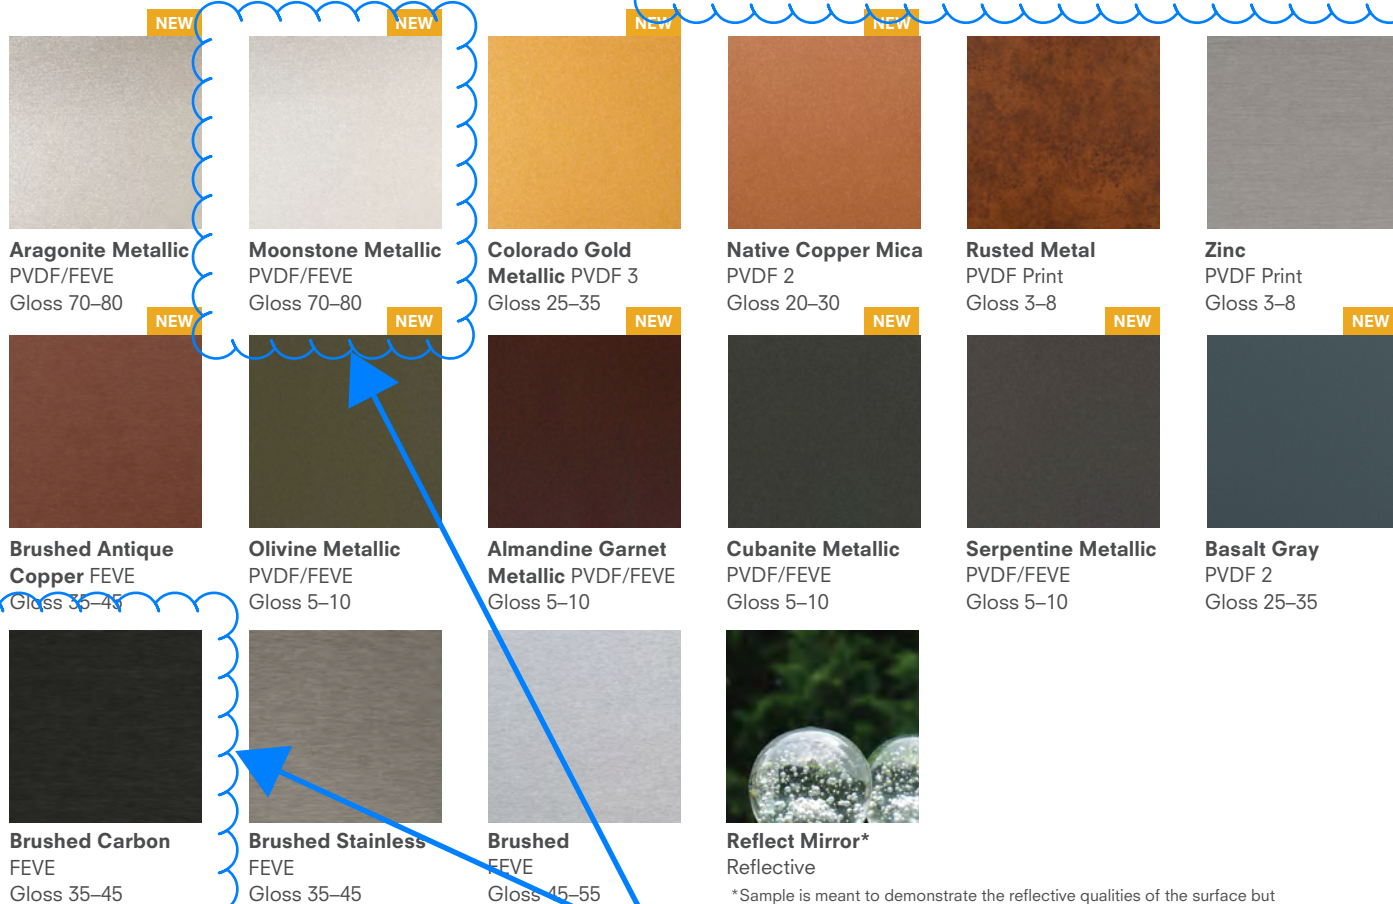 NEW NEW NEW NEW
Aragonite Metallic
PVDF/FEVE
Gloss 70–80
Moonstone Metallic
PVDF/FEVE
Gloss 70–80
Colorado Gold
Metallic PVDF 3
Gloss 25–35
Native Copper Mica
PVDF 2
Gloss 20–30
Rusted Metal
PVDF Print
Gloss 3–8
Zinc
PVDF Print
Gloss 3–8
NEW NEW NEW NEW NEW NEW
Brushed Antique
Copper FEVE
Gloss 35–45
Olivine Metallic
PVDF/FEVE
Gloss 5–10
Almandine Garnet
Metallic PVDF/FEVE
Gloss 5–10
Cubanite Metallic
PVDF/FEVE
Gloss 5–10
Serpentine Metallic
PVDF/FEVE
Gloss 5–10
Basalt Gray
PVDF 2
Gloss 25–35
Brushed Carbon
FEVE
Gloss 35–45
Brushed Stainless
FEVE
Gloss 35–45
Brushed
FEVE
Gloss 45–55
Reflect Mirror*
Reflective
*Sample is meant to demonstrate the reflective qualities of the surface but